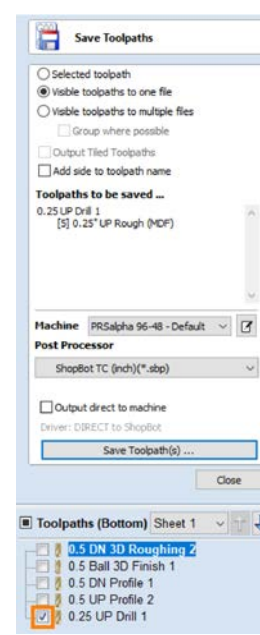 Save Toolpaths
Selected toolpath
Visible toolpaths to one file
Visible toolpaths to multiple files
Group where possible
Output Tiled Toolpaths
Add side to toolpath name
Toolpaths to be saved ...
0.25 UP Drill 1
[5] 0.25" UP Rough (MDF)
Machine PRSalpha 96-48 - Default
Post Processor
ShopBot TC (inch)(*.sbp)
Output direct to machine
Driver: DIRECT to ShopBot
Save Toolpath(s) ...
Close
Toolpaths (Bottom) Sheet 1
0.5 DN 3D Roughing 2
0.5 Ball 3D Finish 1
0.5 DN Profile 1
0.5 UP Profile 2
0.25 UP Drill 1